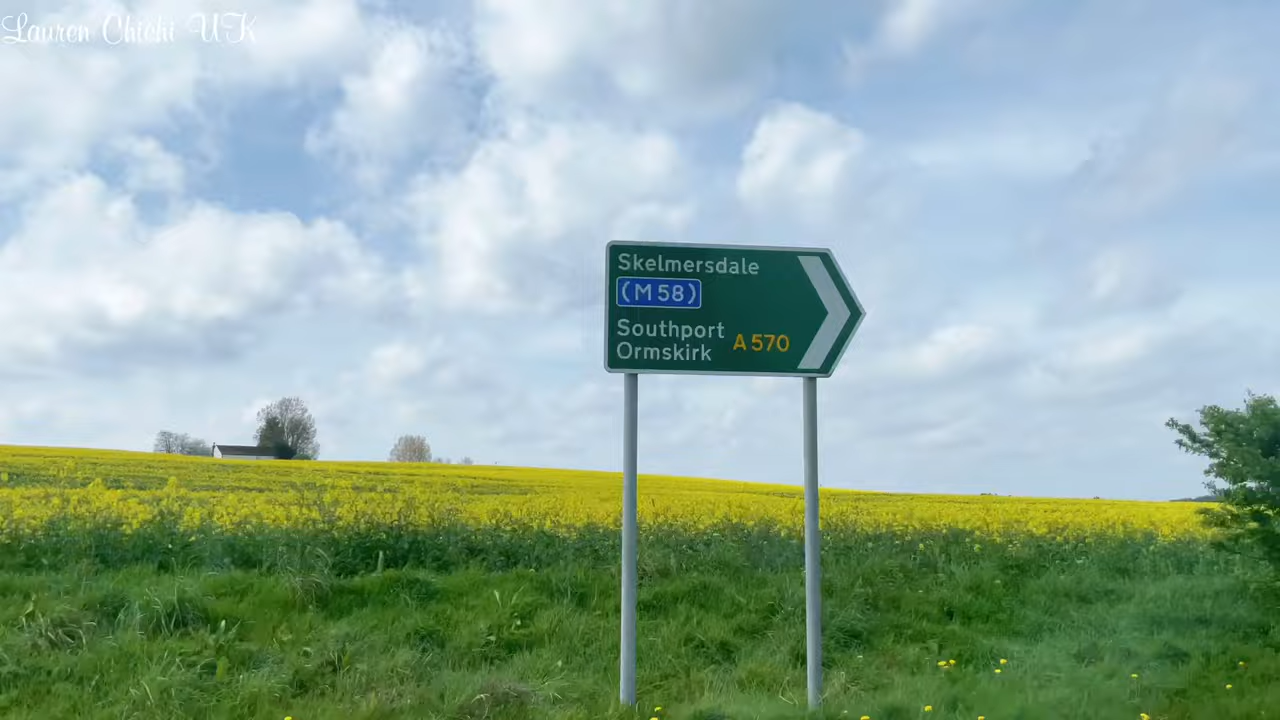 Lauren Chichi UK
Skelmersdale
(M 58)
Southport
Ormskirk
A 570